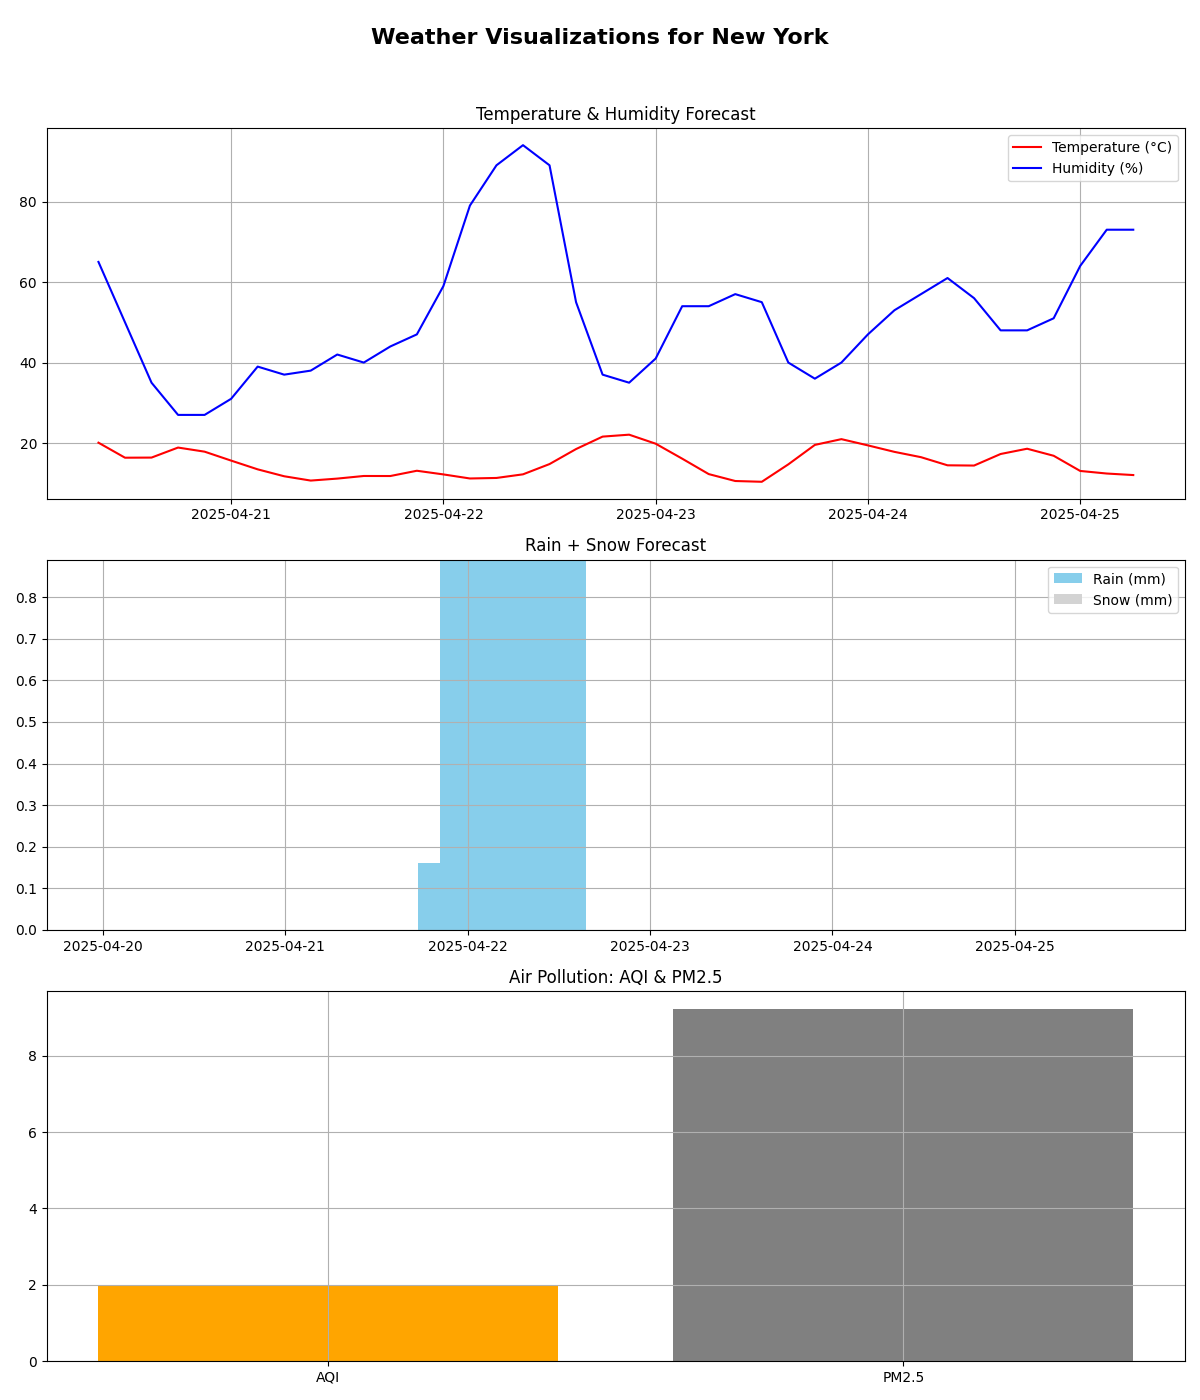 Weather Visualizations for New York
Temperature & Humidity Forecast
Temperature (°C)
Humidity (%)
80
60
40
20
2025-04-21 2025-04-22 2025-04-23 2025-04-24 2025-04-25
Rain + Snow Forecast
Rain (mm)
Snow (mm)
0.8
0.7
0.6
0.5
0.4
0.3
0.2
0.1
0.0
2025-04-20 2025-04-21 2025-04-22 2025-04-23 2025-04-24 2025-04-25
Air Pollution: AQI & PM2.5
8
6
4
2
0
AQI PM2.5